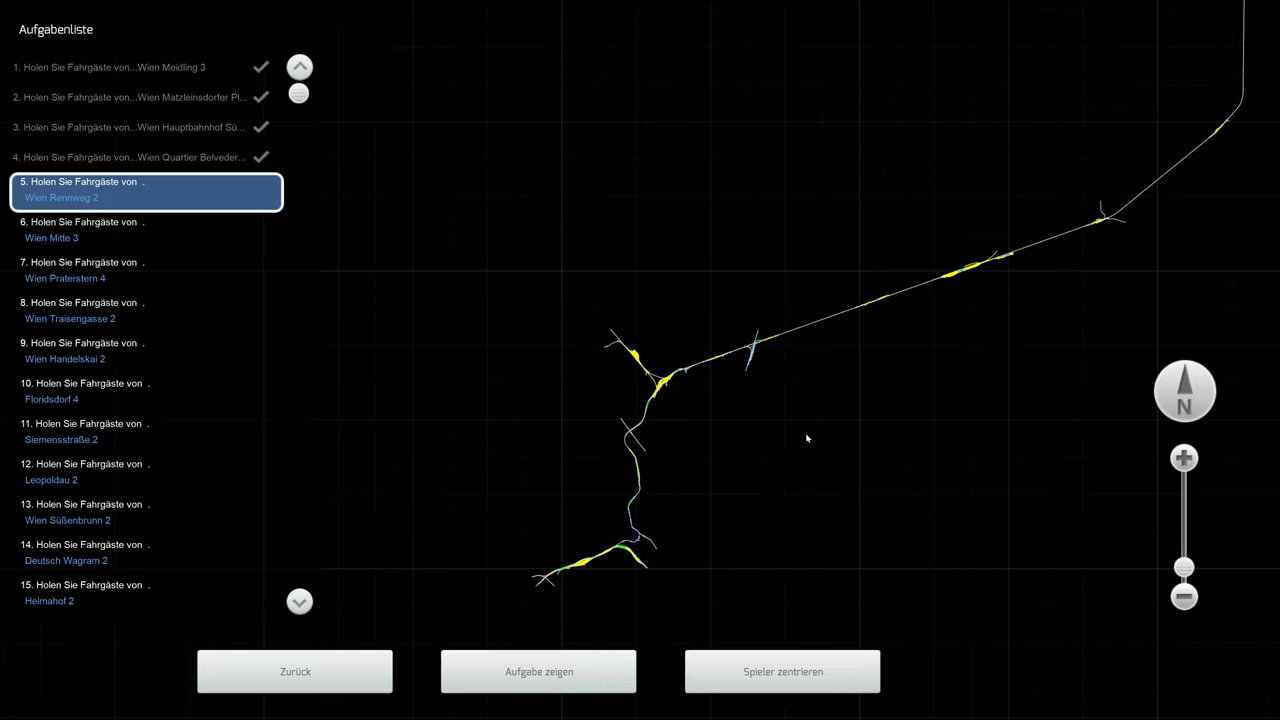 Aufgabenliste
1. Holen Sie Fahrgäste von...Wien Meidling 3
2. Holen Sie Fahrgäste von...Wien Matzleinsdorfer Pl...
3. Holen Sie Fahrgäste von...Wien Hauptbahnhof Sü...
4. Holen Sie Fahrgäste von...Wien Quartier Belveder...
5. Holen Sie Fahrgäste von .
Wien Rennweg 2
6. Holen Sie Fahrgäste von .
Wien Mitte 3
7. Holen Sie Fahrgäste von .
Wien Praterstern 4
8. Holen Sie Fahrgäste von .
Wien Traisengasse 2
9. Holen Sie Fahrgäste von .
Wien Handelskai 2
10. Holen Sie Fahrgäste von .
Floridsdorf 4
11. Holen Sie Fahrgäste von .
Siemensstraße 2
12. Holen Sie Fahrgäste von .
Leopoldau 2
13. Holen Sie Fahrgäste von .
Wien Süßenbrunn 2
14. Holen Sie Fahrgäste von .
Deutsch Wagram 2
15. Holen Sie Fahrgäste von .
Helmahof 2
N
Zurück
Aufgabe zeigen
Spieler zentrieren